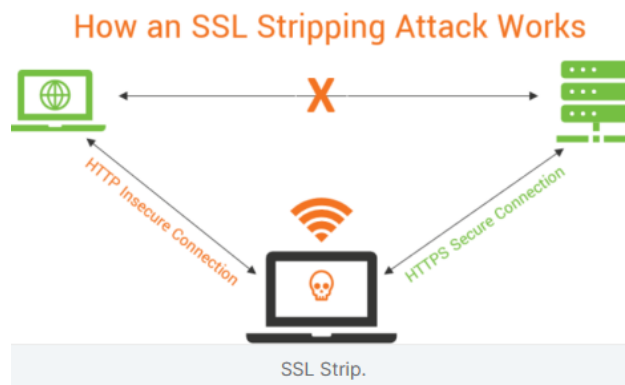 How an SSL Stripping Attack Works
X
HTTP Insecure Connection
HTTPS Secure Connection
SSL Strip.